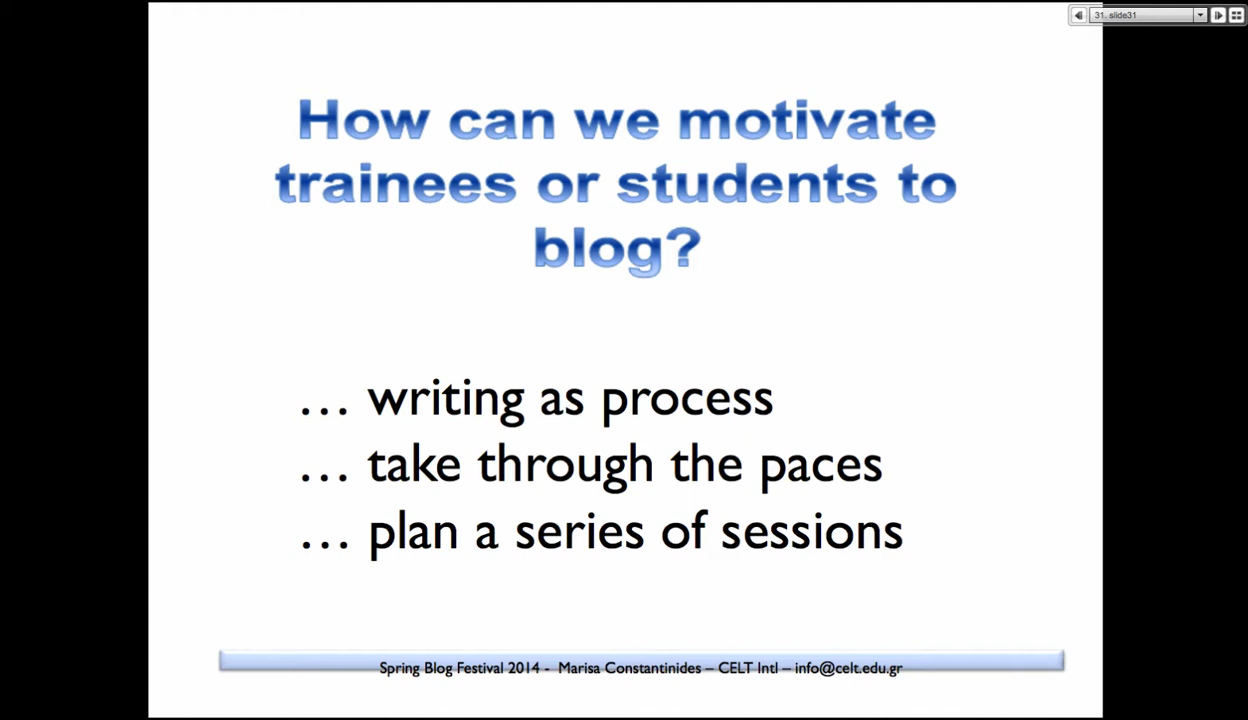 31. slide31
How can we motivate
trainees or students to
blog?
… writing as process
… take through the paces
… plan a series of sessions
Spring Blog Festival 2014 - Marisa Constantinides – CELT Intl – info@celt.edu.gr